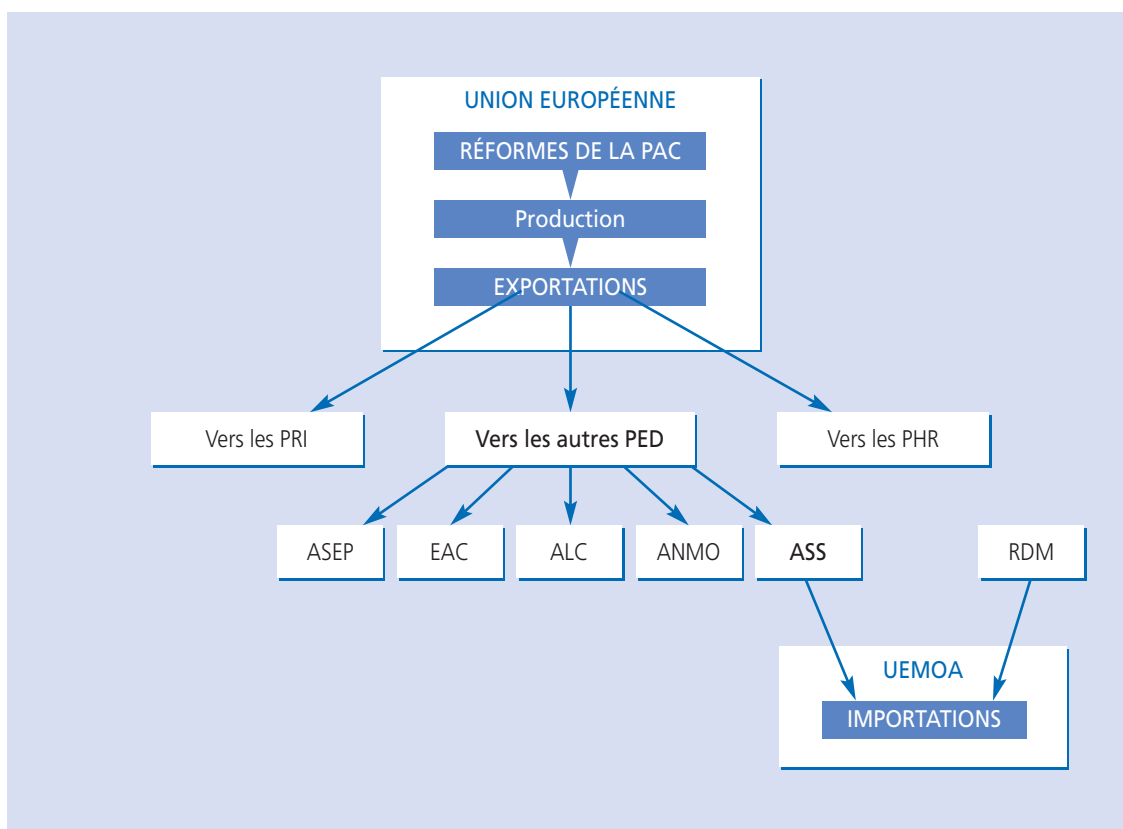 UNION EUROPÉENNE
RÉFORMES DE LA PAC
Production
EXPORTATIONS
Vers les PRI
Vers les autres PED
Vers les PHR
ASEP
EAC
ALC
ANMO
ASS
RDM
UEMOA
IMPORTATIONS